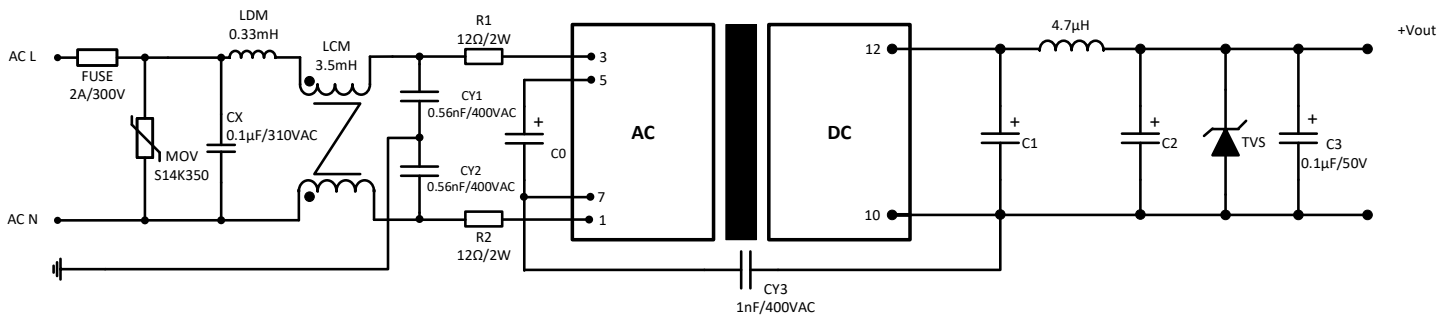 AC L
FUSE
2A/300V
MOV
S14K350
CX
0.1µF/310VAC
LDM
0.33mH
LCM
3.5mH
CY1
0.56nF/400VAC
CY2
0.56nF/400VAC
R1
12Ω/2W
R2
12Ω/2W
+
C0
3
5
7
1
AC
DC
12
10
CY3
1nF/400VAC
+
C1
4.7µH
+
C2
TVS
+
C3
0.1µF/50V
+Vout
AC N